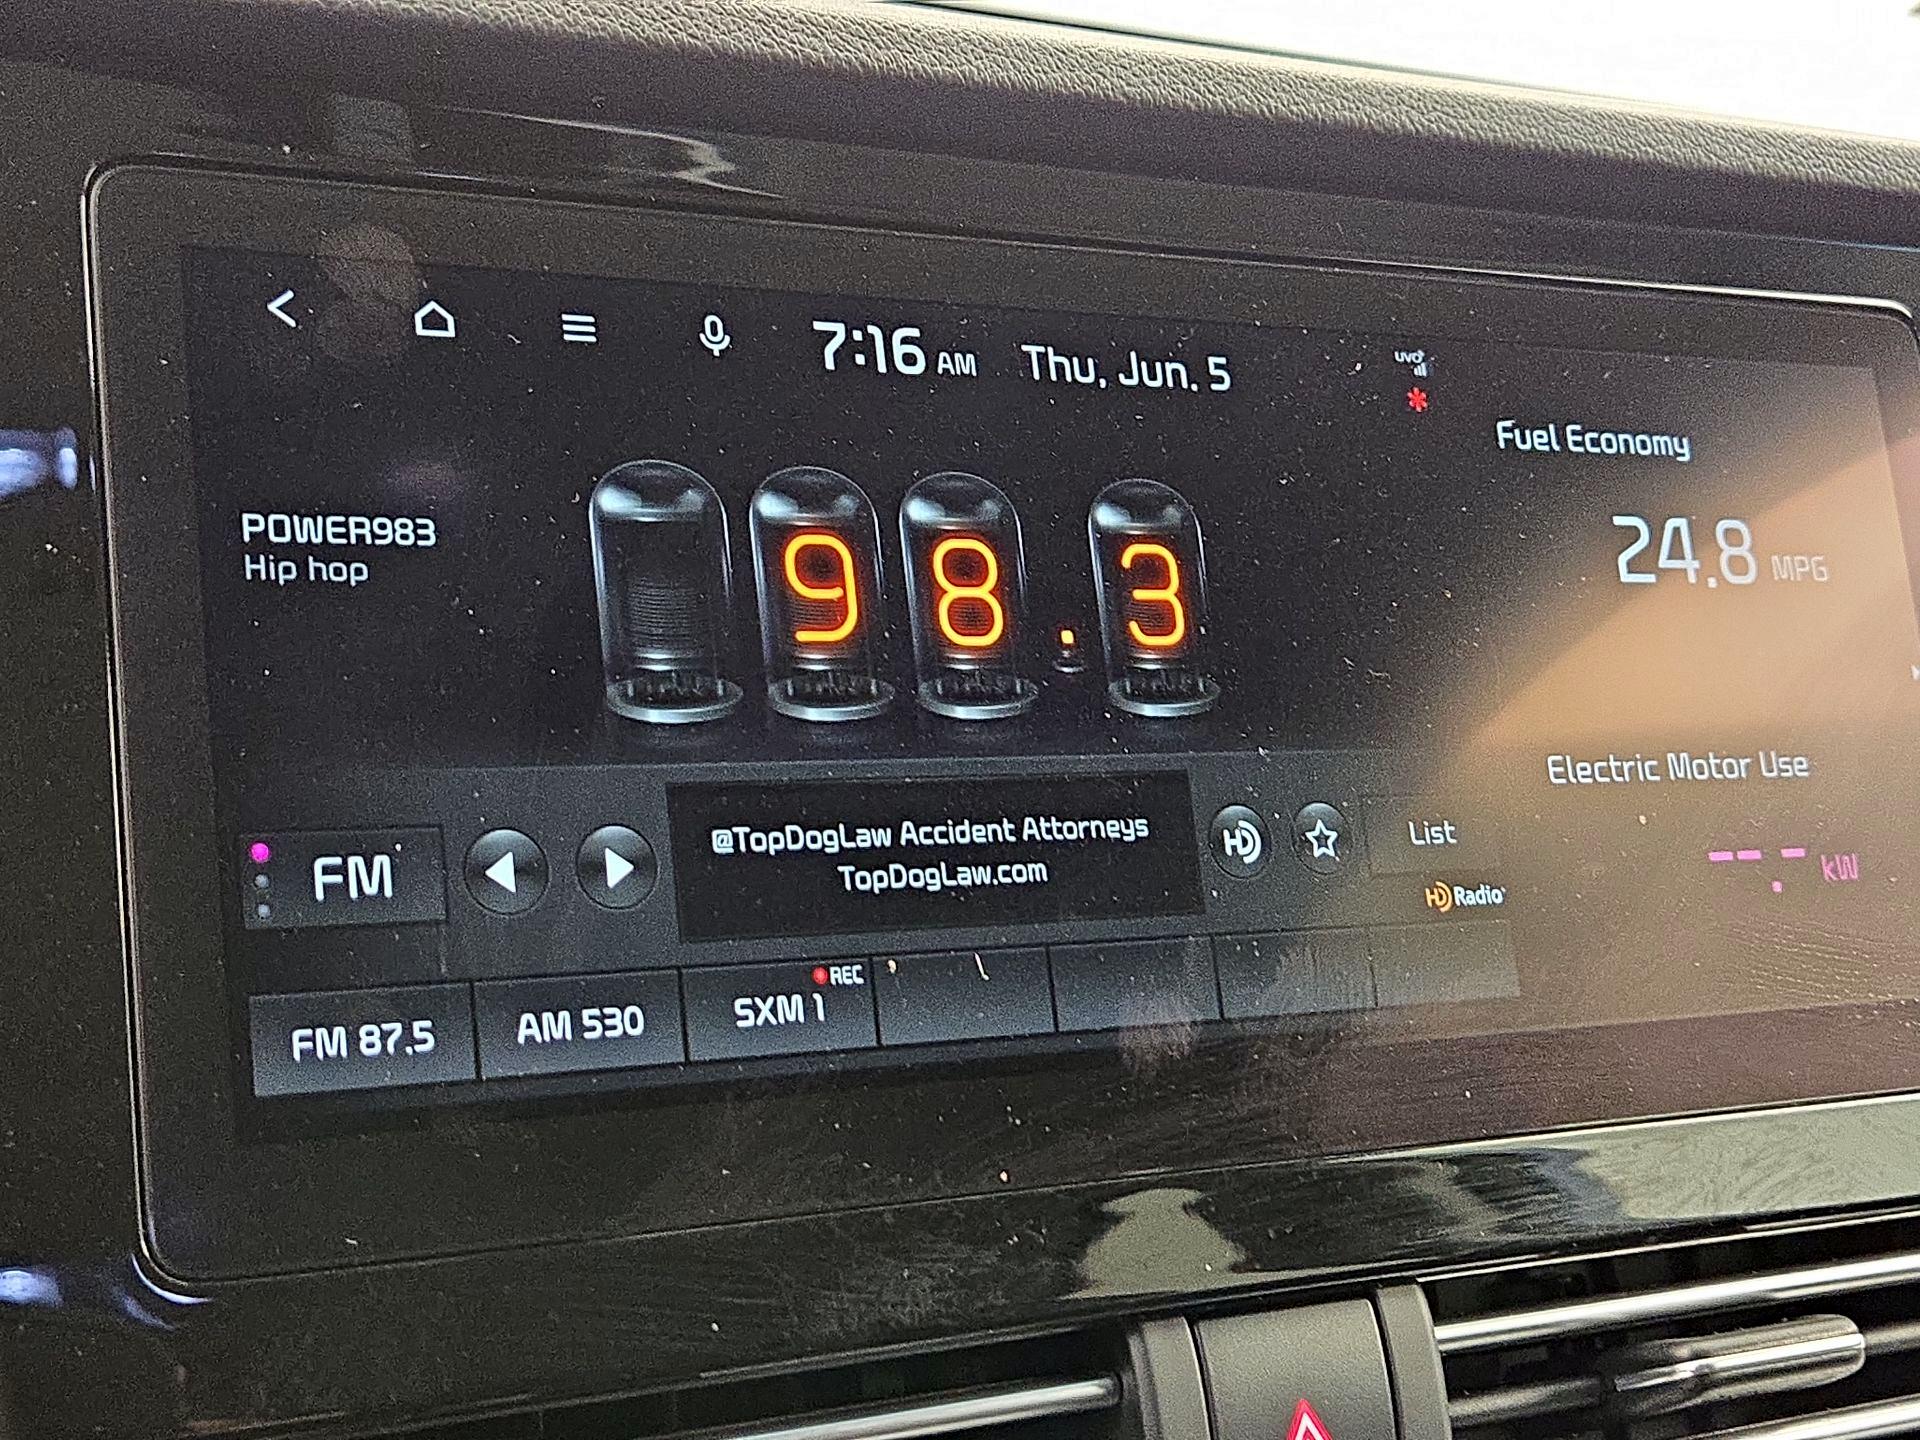 7:16 AM Thu, Jun. 5
uvo
Fuel Economy
24.8 MPG
POWER983
Hip hop
98.3
Electric Motor Use
--.- kW
FM
@TopDogLaw Accident Attorneys
TopDogLaw.com
HD
List
HD Radio
FM 87.5
AM 530
REC
SXM 1